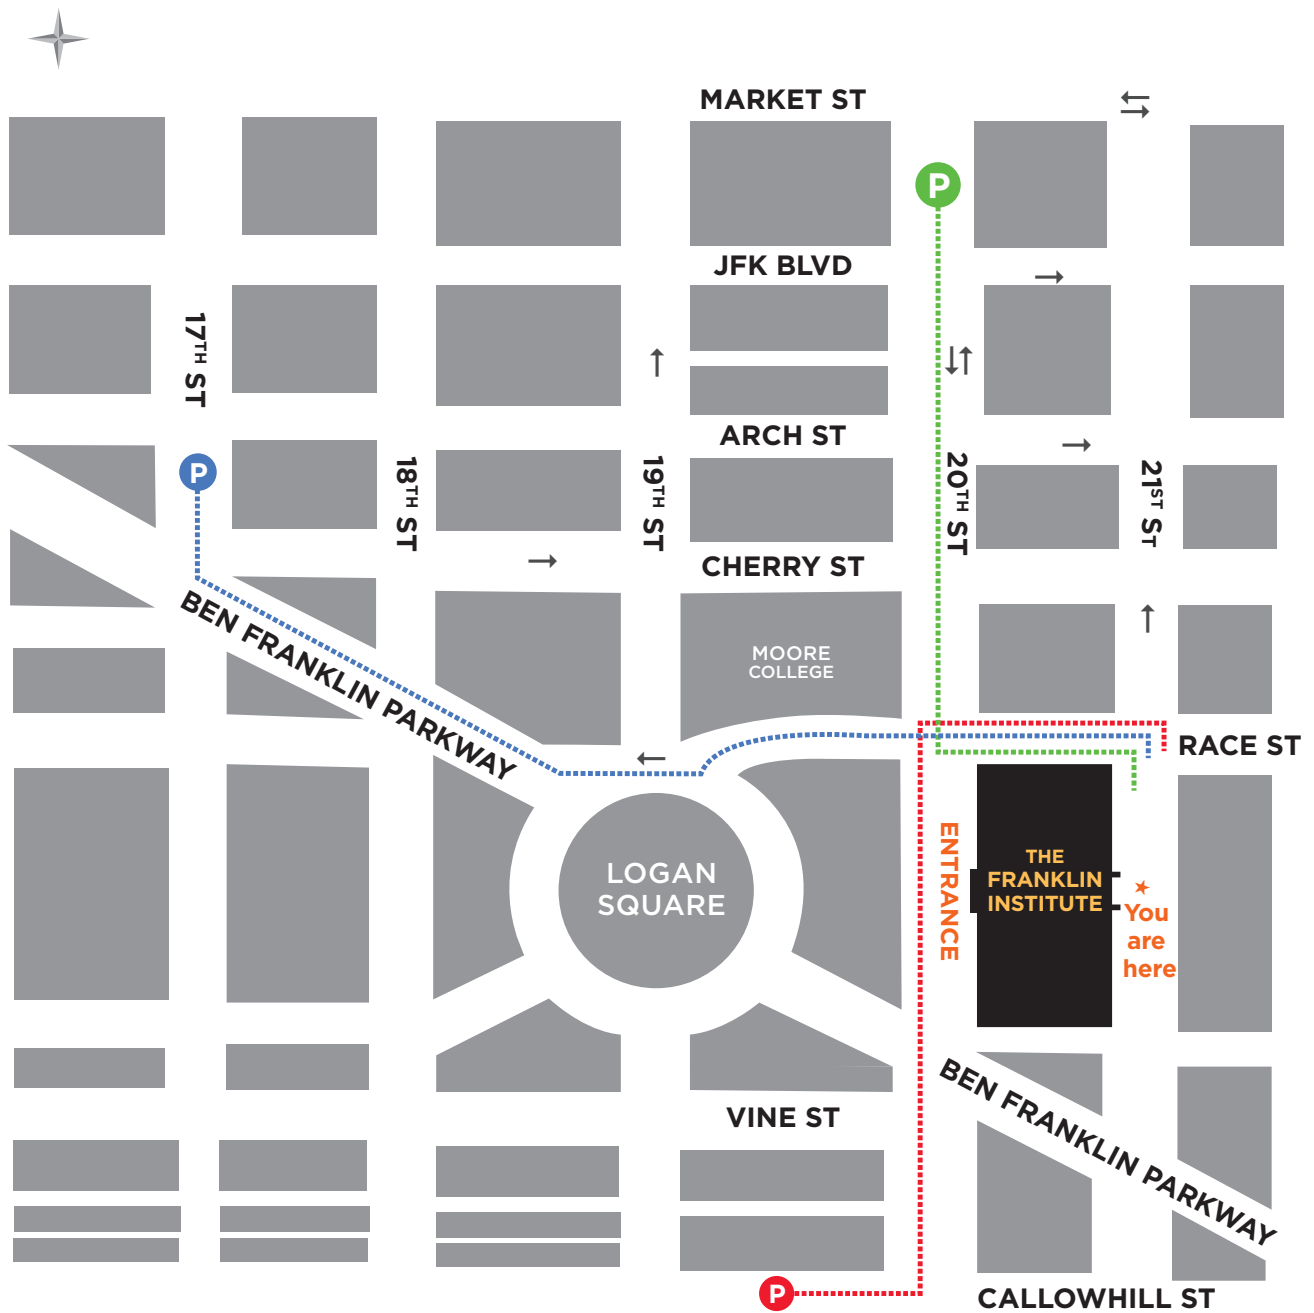 MARKET ST
P
JFK BLVD
17TH ST
ARCH ST
P
18TH ST
19TH ST
20TH ST
21ST ST
CHERRY ST
BEN FRANKLIN PARKWAY
MOORE
COLLEGE
RACE ST
ENTRANCE
THE
FRANKLIN
INSTITUTE
LOGAN
SQUARE
You
are
here
VINE ST
BEN FRANKLIN PARKWAY
P
CALLOWHILL ST